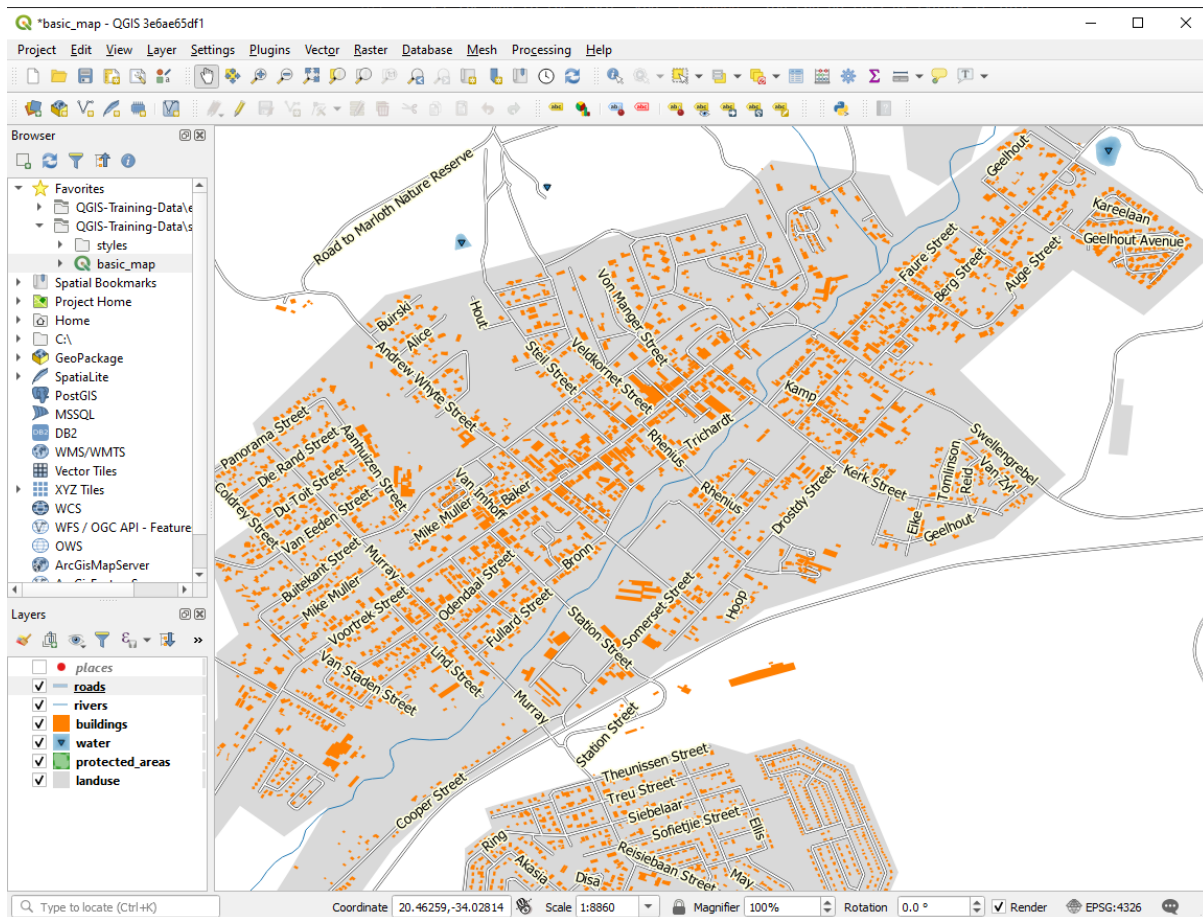 *basic_map - QGIS 3e6ae65df1
Project Edit View Layer Settings Plugins Vector Raster Database Mesh Processing Help
Browser
Favorites
QGIS-Training-Data\e
QGIS-Training-Data\s
styles
basic_map
Spatial Bookmarks
Project Home
Home
C:\
GeoPackage
SpatiaLite
PostGIS
MSSQL
DB2
WMS/WMTS
Vector Tiles
XYZ Tiles
WCS
WFS / OGC API - Feature
OWS
ArcGisMapServer
Layers
places
roads
rivers
buildings
water
protected_areas
landuse
Road to Marloth Nature Reserve
Geelhout
Kareelaan
Geelhout Avenue
Faure Street
Berg Street
Auge Street
Von Manger Street
Buirski
Alice
Hout
Andrew Whyte Street
Steil Street
Veldkornet Street
Kamp
Trichardt
Rhenius
Panorama Street
Die Rand Street
Aanhuizen Street
Du-Toit Street
Coldrey Street
Van Eeden Street
Van Imhoff
Baker
Mike Muller
Rhenius
Kerk Street
Drostdy Street
Swellengrebel
Tomlinson
Reid
Van-Zyl
Eike
Geelhout
Buitekant Street
Murray
Mike Muller
Bronn
Odendaal Street
Voortrek Street
Fullard Street
Hoop
Somerset Street
Station Street
Lind Street
Van Staden Street
Murray
Station Street
Cooper Street
Theunissen Street
Treu Street
Siebelaar
Sofietjie Street
Ellis
Ring
Reisiebaan Street
Akasia
Disa
May
Type to locate (Ctrl+K) Coordinate 20.46259,-34.02814 Scale 1:8860 Magnifier 100% Rotation 0.0 ° Render EPSG:4326